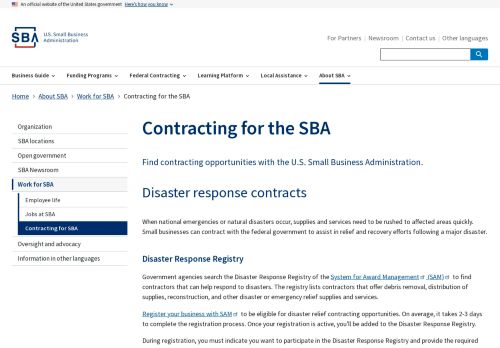 An official website of the United States government Here's how you know
SBA U.S. Small Business
Administration
For Partners Newsroom Contact us Other languages
Business Guide Funding Programs Federal Contracting Learning Platform Local Assistance About SBA
Home About SBA Work for SBA Contracting for the SBA
Organization
SBA locations
Open government
SBA Newsroom
Work for SBA
Employee life
Jobs at SBA
Contracting for SBA
Oversight and advocacy
Information in other languages
Contracting for the SBA
Find contracting opportunities with the U.S. Small Business Administration.
Disaster response contracts
When national emergencies or natural disasters occur, supplies and services need to be rushed to affected areas quickly.
Small businesses can contract with the federal government to assist in relief and recovery efforts following a major disaster.
Disaster Response Registry
Government agencies search the Disaster Response Registry of the System for Award Management (SAM) to find
contractors that can help respond to disasters. The registry lists contractors that offer debris removal, distribution of
supplies, reconstruction, and other disaster or emergency relief supplies and services.
Register your business with SAM to be eligible for disaster relief contracting opportunities. On average, it takes 2-3 days
to complete the registration process. Once your registration is active, you'll be added to the Disaster Response Registry.
During registration, you must indicate you want to participate in the Disaster Response Registry and provide the required